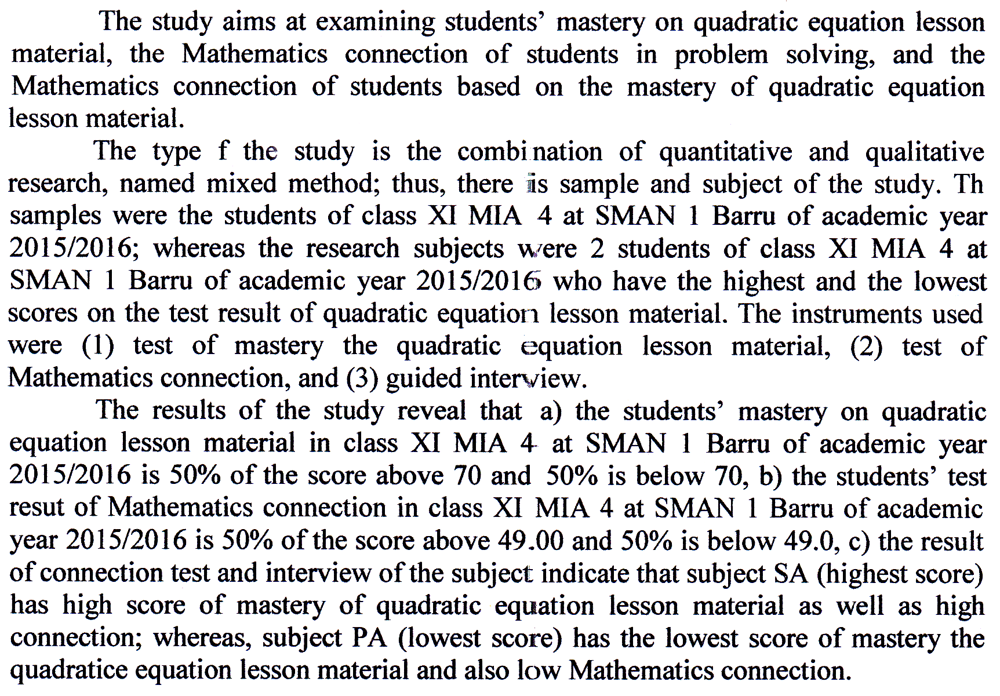 The study aims at examining students’ mastery on quadratic equation lesson
material, the Mathematics connection of students in problem solving, and the
Mathematics connection of students based on the mastery of quadratic equation
lesson material.
The type f the study is the combination of quantitative and qualitative
research, named mixed method; thus, there is sample and subject of the study. Th
samples were the students of class XI MIA 4 at SMAN 1 Barru of academic year
2015/2016; whereas the research subjects were 2 students of class XI MIA 4 at
SMAN 1 Barru of academic year 2015/2016 who have the highest and the lowest
scores on the test result of quadratic equation lesson material. The instruments used
were (1) test of mastery the quadratic equation lesson material, (2) test of
Mathematics connection, and (3) guided interview.
The results of the study reveal that a) the students’ mastery on quadratic
equation lesson material in class XI MIA 4 at SMAN 1 Barru of academic year
2015/2016 is 50% of the score above 70 and 50% is below 70, b) the students’ test
resut of Mathematics connection in class XI MIA 4 at SMAN 1 Barru of academic
year 2015/2016 is 50% of the score above 49.00 and 50% is below 49.0, c) the result
of connection test and interview of the subject indicate that subject SA (highest score)
has high score of mastery of quadratic equation lesson material as well as high
connection; whereas, subject PA (lowest score) has the lowest score of mastery the
quadratice equation lesson material and also low Mathematics connection.